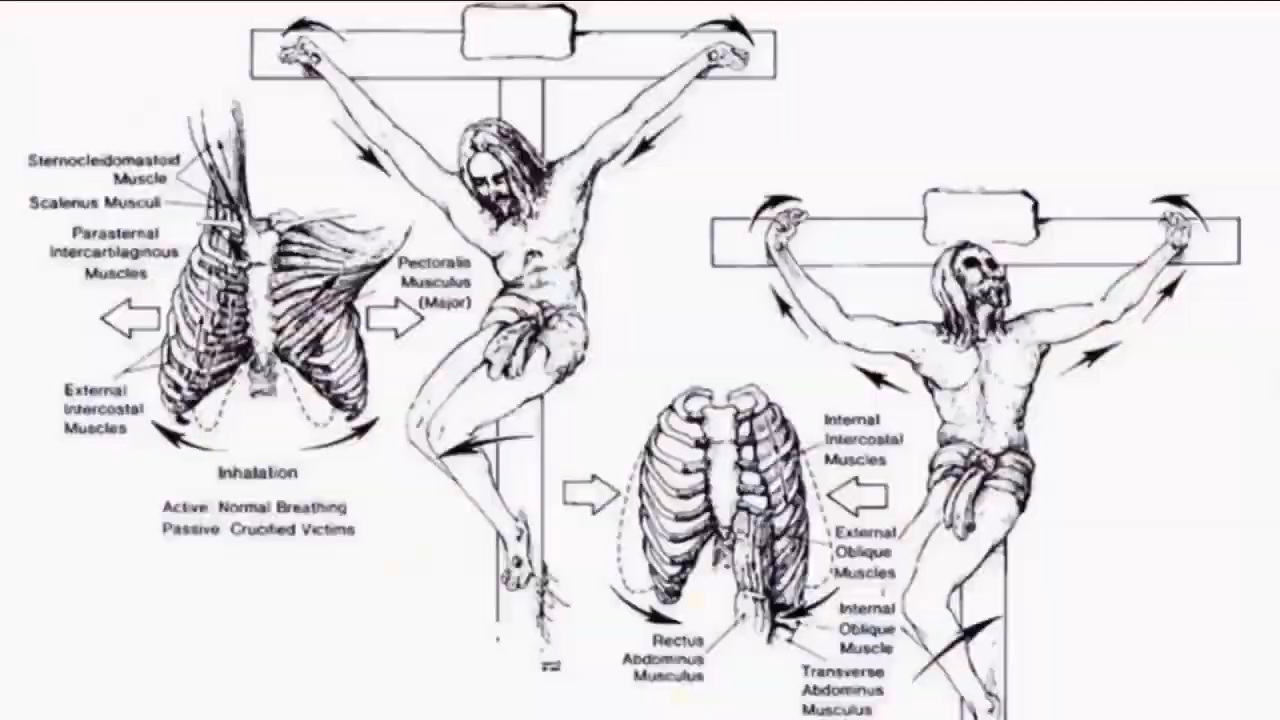 Sternocleidomastoid
Muscle
Scalenus Musculi
Parasternal
Intercartilaginous
Muscles
Pectoralis
Musculus
(Major)
External
Intercostal
Muscles
Inhalation
Active Normal Breathing
Passive Crucified Victims
Internal
Intercostal
Muscles
External
Oblique
Muscles
Internal
Oblique
Muscle
Rectus
Abdominus
Musculus
Transverse
Abdominus
Musculus